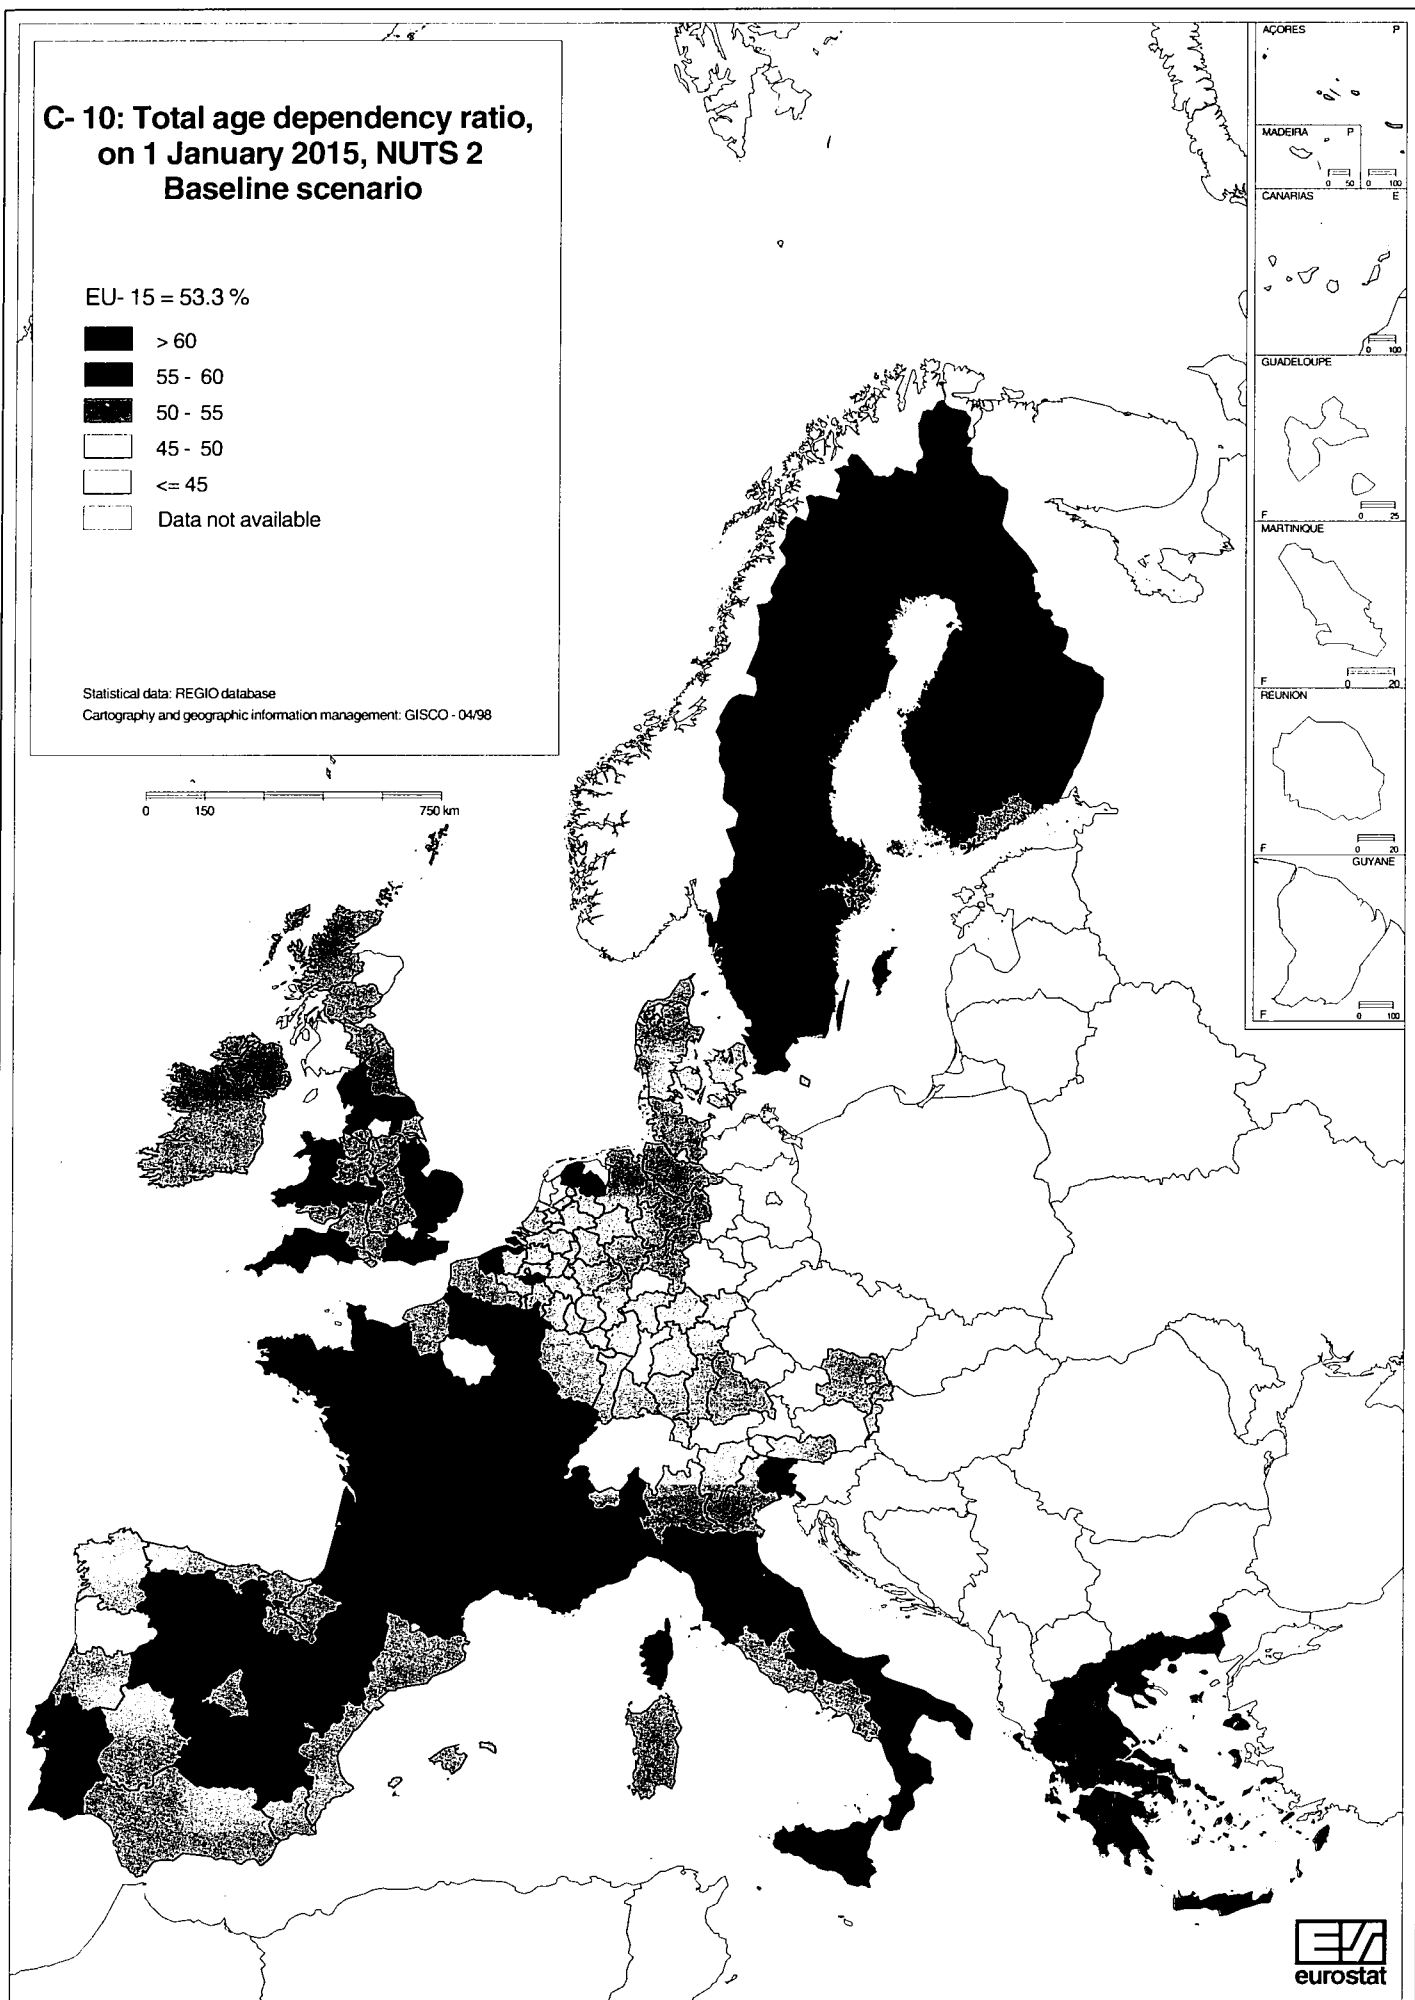 C- 10: Total age dependency ratio,
on 1 January 2015, NUTS 2
Baseline scenario
EU- 15 = 53.3 %
> 60
55 - 60
50 - 55
45 - 50
<= 45
Data not available
Statistical data: REGIO database
Cartography and geographic information management: GISCO - 04/98
0 150 750 km
AÇORES P
MADEIRA P
0 50 0 100
CANARIAS E
0 100
GUADELOUPE
F 0 25
MARTINIQUE
F 0 20
REUNION
F 0 20
GUYANE
F 0 100
eurostat